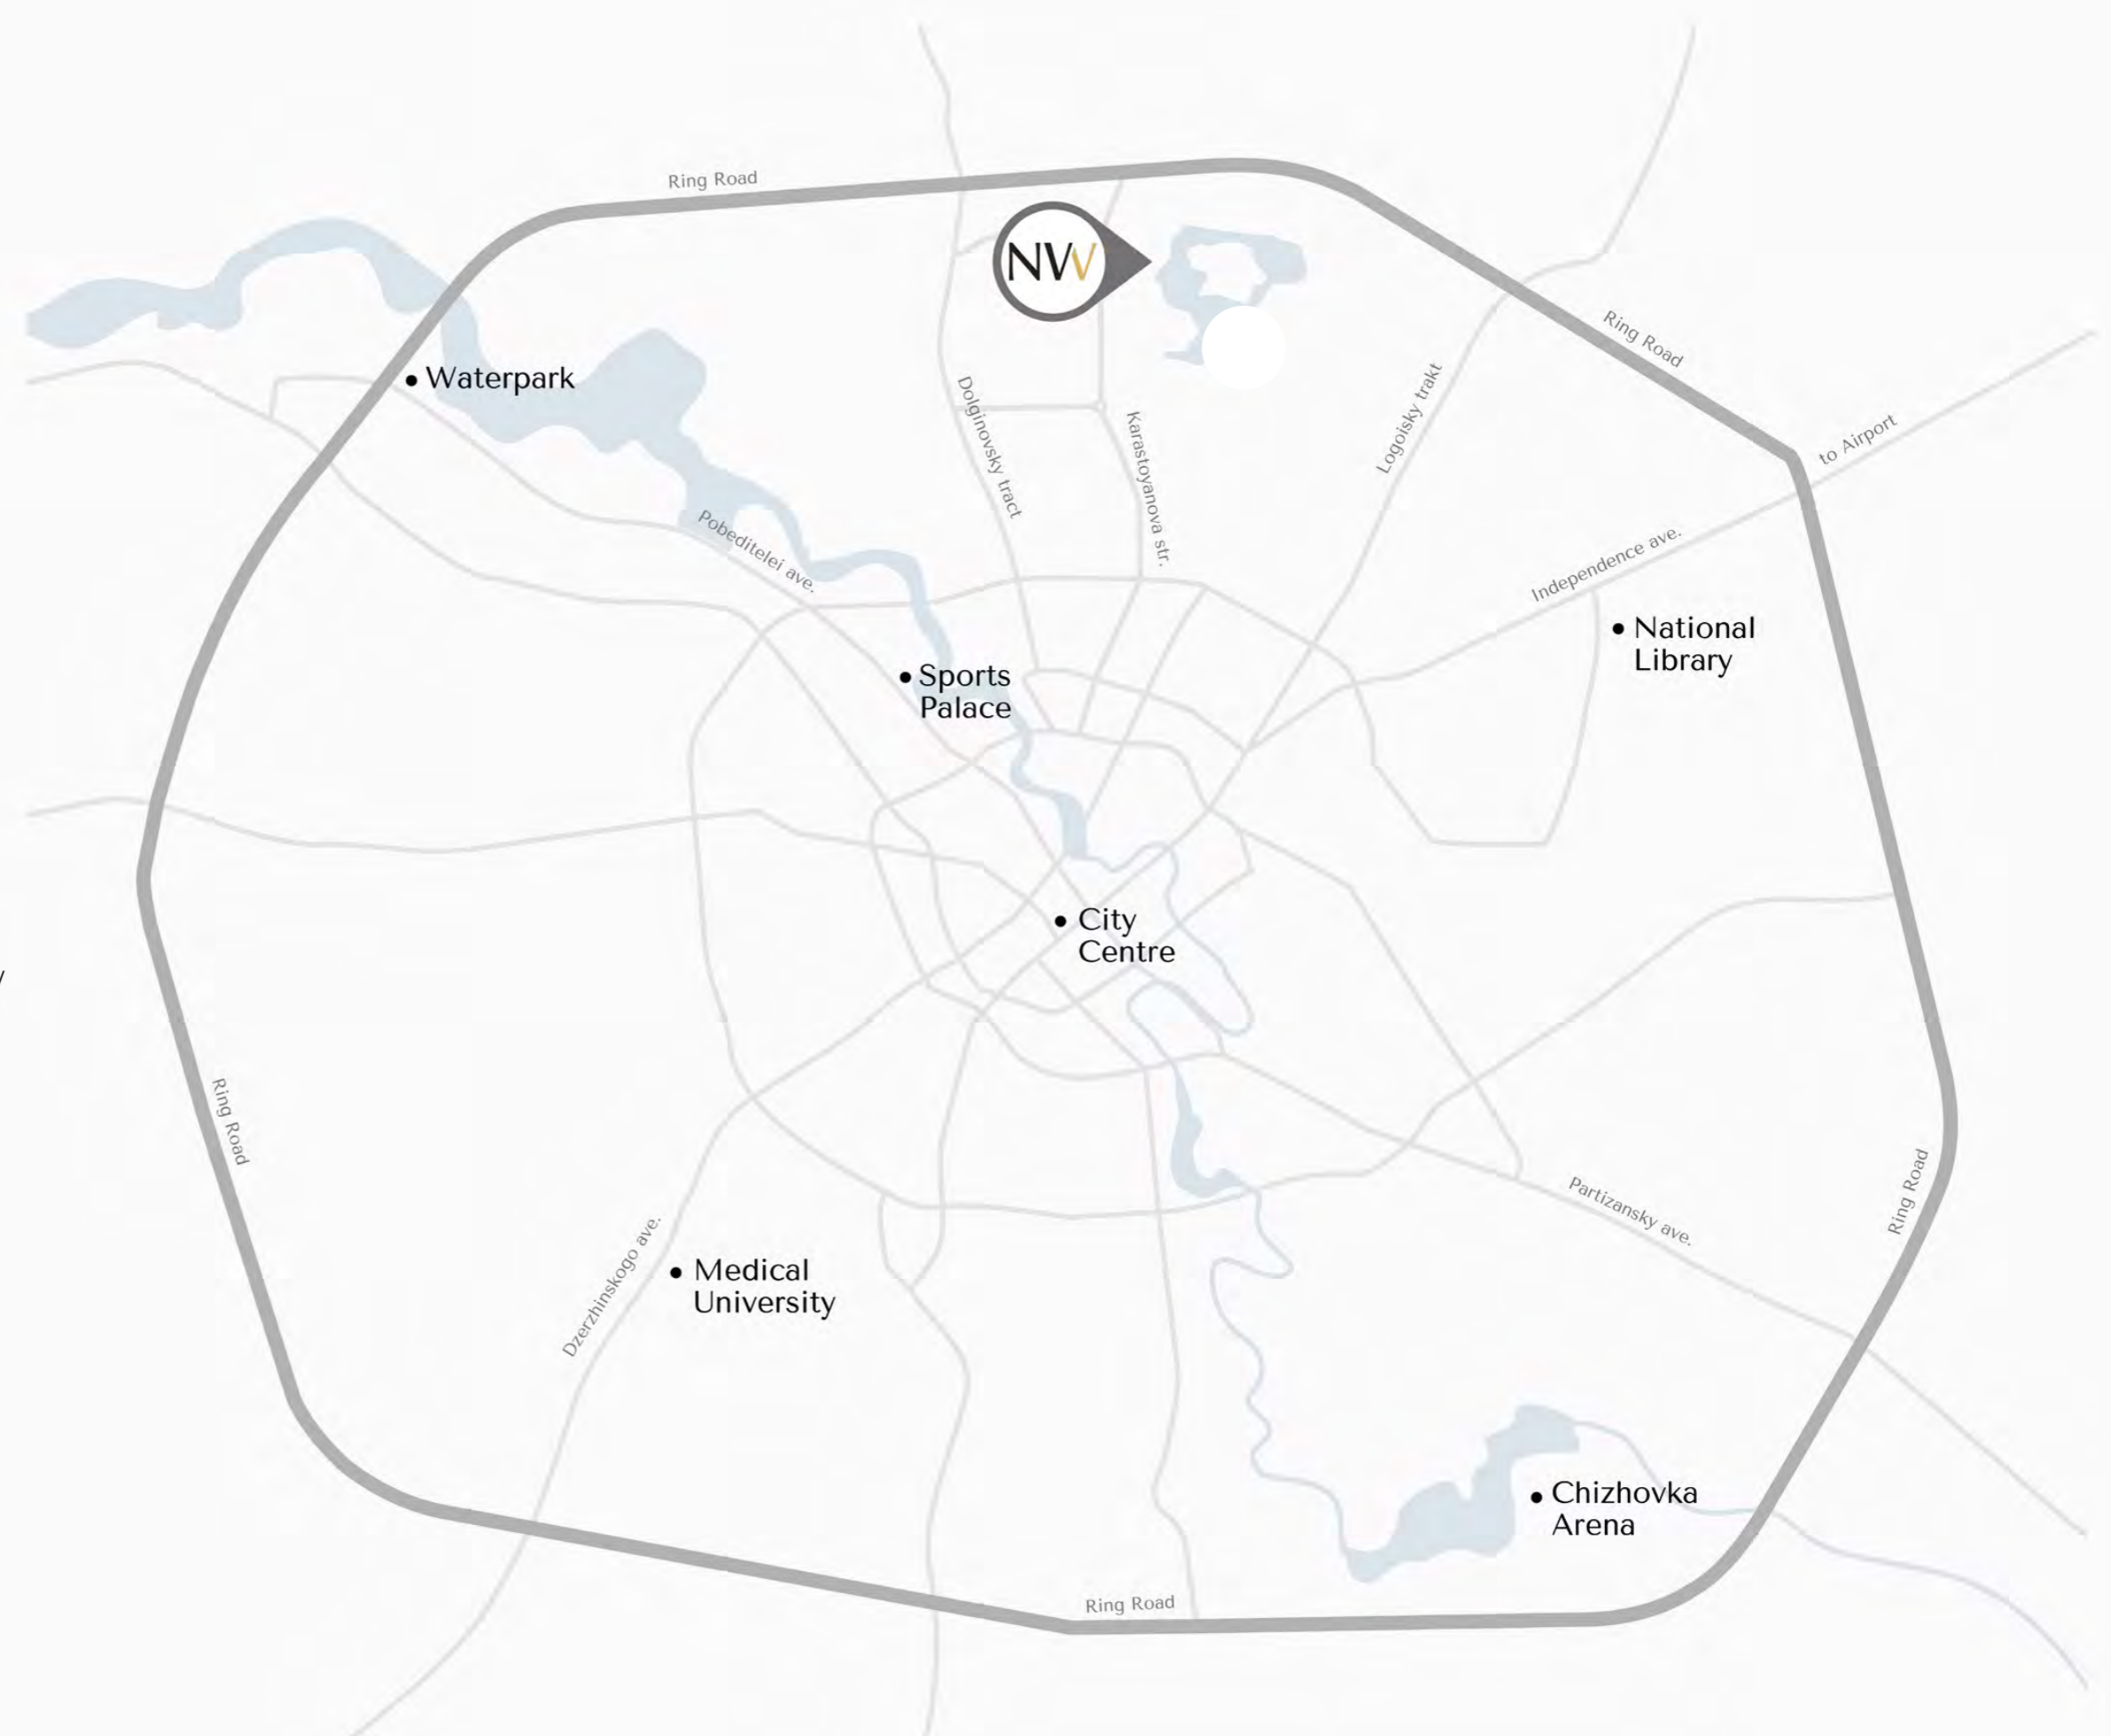 Ring Road
NW
Ring Road
Waterpark
Dolginovsky tract
Karastoyanova str.
Logoisky trakt
to Airport
Pobeditelei ave.
Independence ave.
National
Library
Sports
Palace
City
Centre
Ring Road
Ring Road
Partizansky ave.
Dzerzhinskogo ave.
Medical
University
Chizhovka
Arena
Ring Road